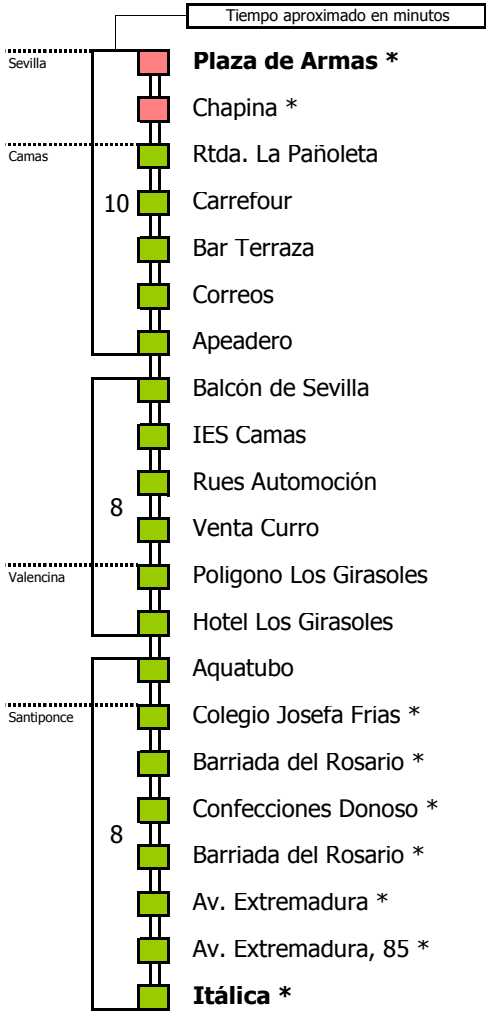 Tiempo aproximado en minutos
Sevilla
Plaza de Armas *
Chapina *
Camas
Rtda. La Pañoleta
10
Carrefour
Bar Terraza
Correos
Apeadero
Balcón de Sevilla
IES Camas
Rues Automoción
8
Venta Curro
Valencina
Poligono Los Girasoles
Hotel Los Girasoles
Aquatubo
Santiponce
Colegio Josefa Frias *
Barriada del Rosario *
Confecciones Donoso *
8
Barriada del Rosario *
Av. Extremadura *
Av. Extremadura, 85 *
Itálica *